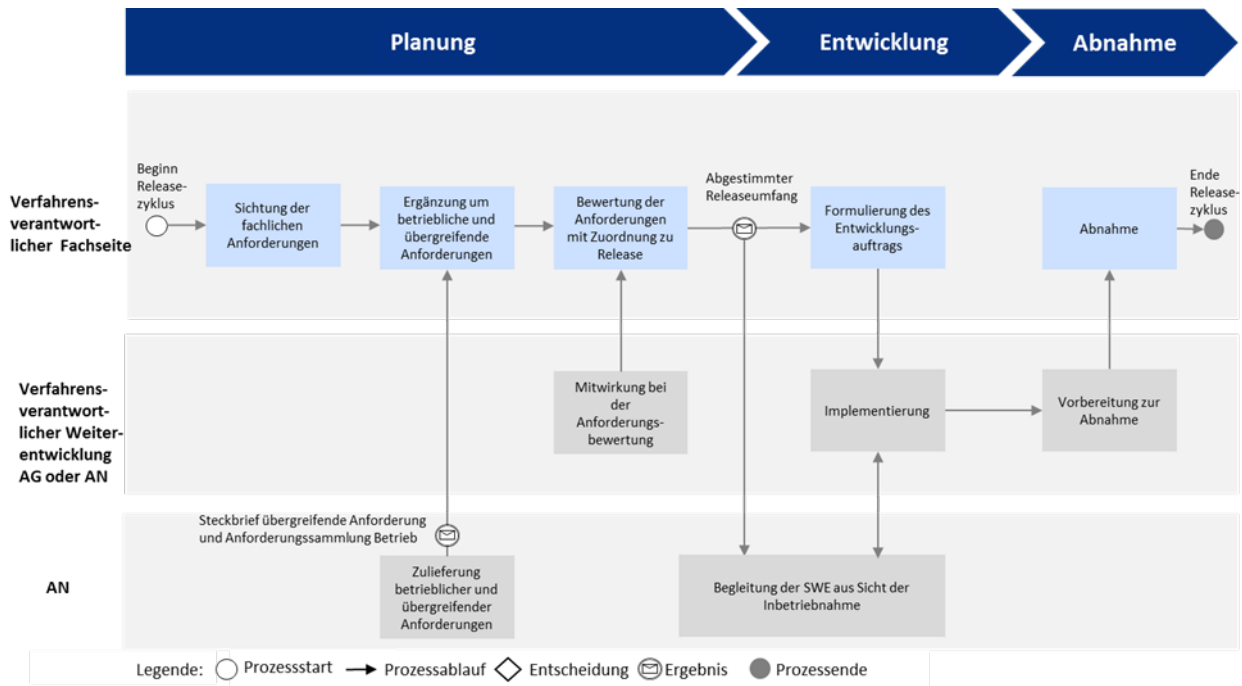 Planung
Entwicklung
Abnahme
Verfahrens-
verantwort-
licher Fachseite
Beginn
Release-
zyklus
Sichtung der
fachlichen
Anforderungen
Ergänzung um
betriebliche und
übergreifende
Anforderungen
Bewertung der
Anforderungen
mit Zuordnung zu
Release
Abgestimmter
Releaseumfang
Formulierung des
Entwicklungs-
auftrags
Abnahme
Ende
Release-
zyklus
Verfahrens-
verantwort-
licher Weiter-
entwicklung
AG oder AN
Mitwirkung bei
der
Anforderungs-
bewertung
Implementierung
Vorbereitung zur
Abnahme
AN
Steckbrief übergreifende Anforderung
und Anforderungssammlung Betrieb
Zulieferung
betrieblicher und
übergreifender
Anforderungen
Begleitung der SWE aus Sicht der
Inbetriebnahme
Legende: Prozessstart Prozessablauf Entscheidung Ergebnis Prozessende